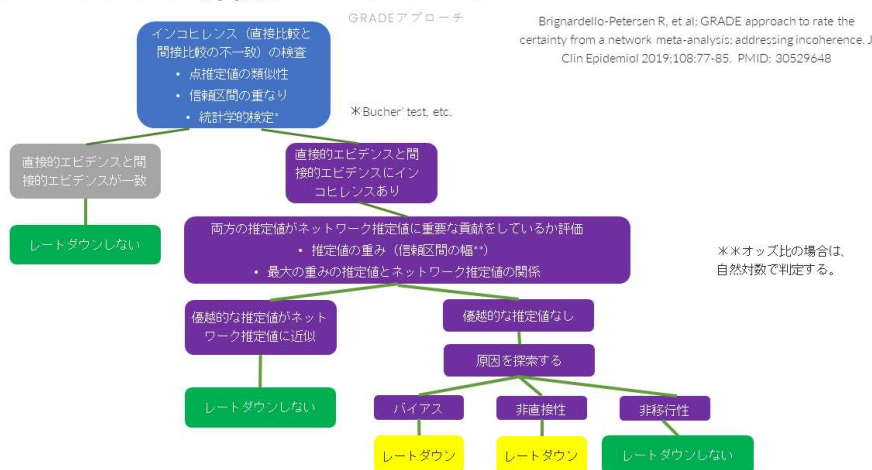 GRADEアプローチ
Brignardello-Petersen R, et al: GRADE approach to rate the
certainty from a network meta-analysis: addressing incoherence. J
Clin Epidemiol 2019;108:77-85. PMID: 30529648
インコヒレンス（直接比較と
間接比較の不一致）の検査
• 点推定値の類似性
• 信頼区間の重なり
• 統計学的検定*
＊Bucher' test, etc.
直接的エビデンスと間
接的エビデンスが一致
直接的エビデンスと間
接的エビデンスにイン
コヒレンスあり
レートダウンしない
両方の推定値がネットワーク推定値に重要な貢献をしているか評価
• 推定値の重み（信頼区間の幅**）
• 最大の重みの推定値とネットワーク推定値の関係
＊＊オッズ比の場合は、
自然対数で判定する。
優越的な推定値がネット
ワーク推定値に近似
優越的な推定値なし
原因を探索する
レートダウンしない
バイアス
非直接性
非移行性
レートダウン
レートダウン
レートダウンしない